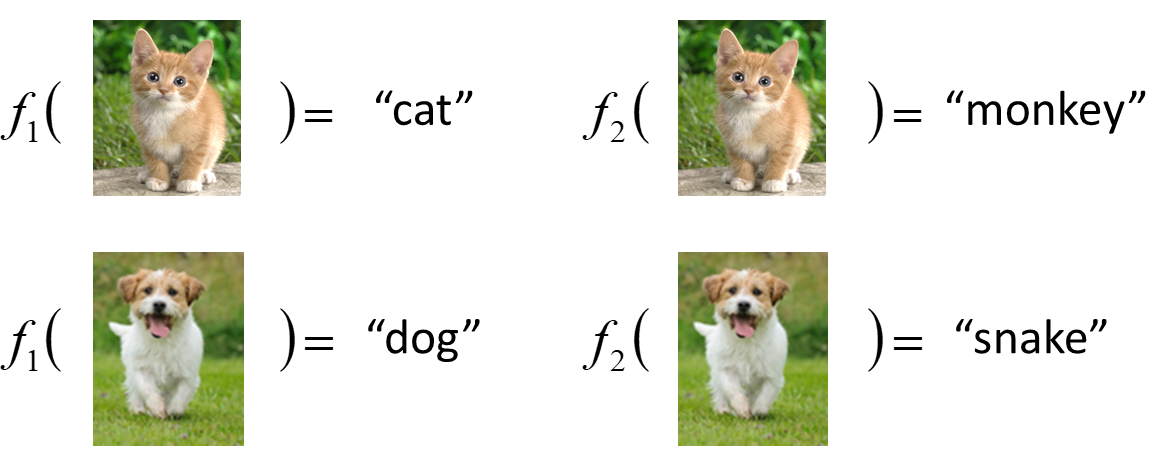 f₁( ) = “cat” f₂( ) = “monkey”
f₁( ) = “dog” f₂( ) = “snake”